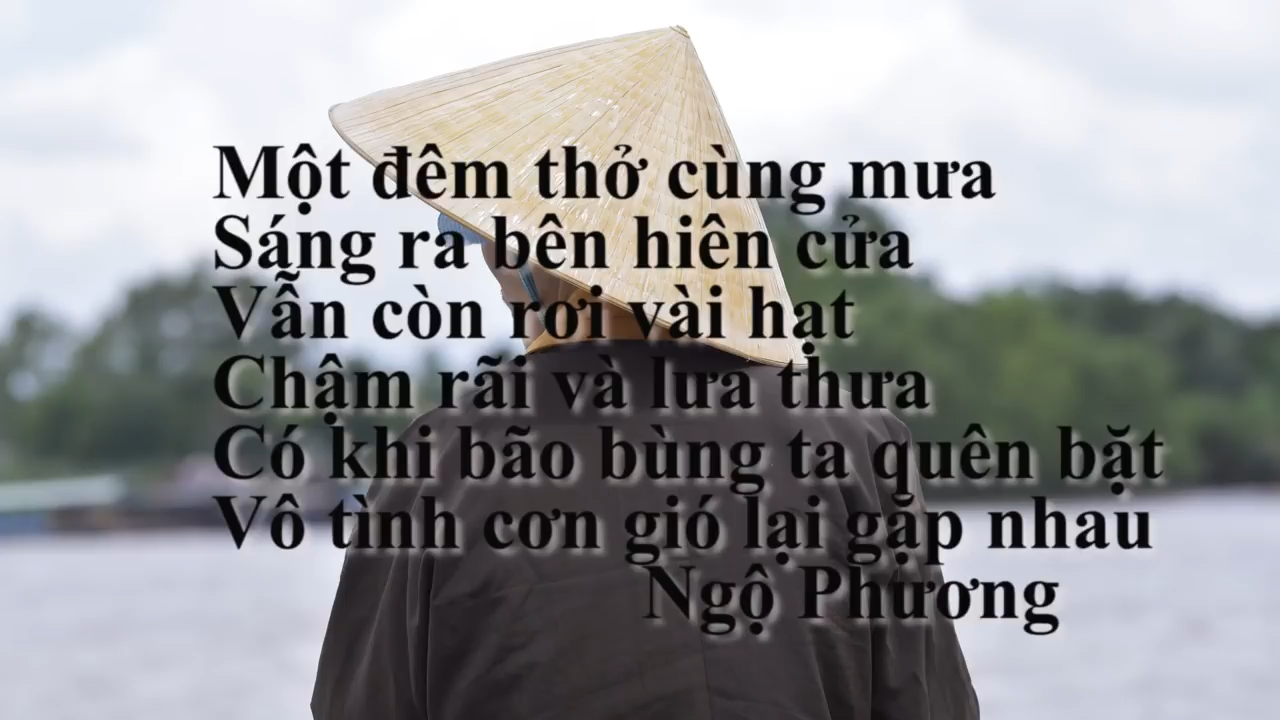 Một đêm thở cùng mưa
Sáng ra bên hiên cửa
Vẫn còn rơi vài hạt
Chậm rãi và lưa thưa
Có khi bão bùng ta quên bặt
Vô tình cơn gió lại gặp nhau
Ngộ Phương